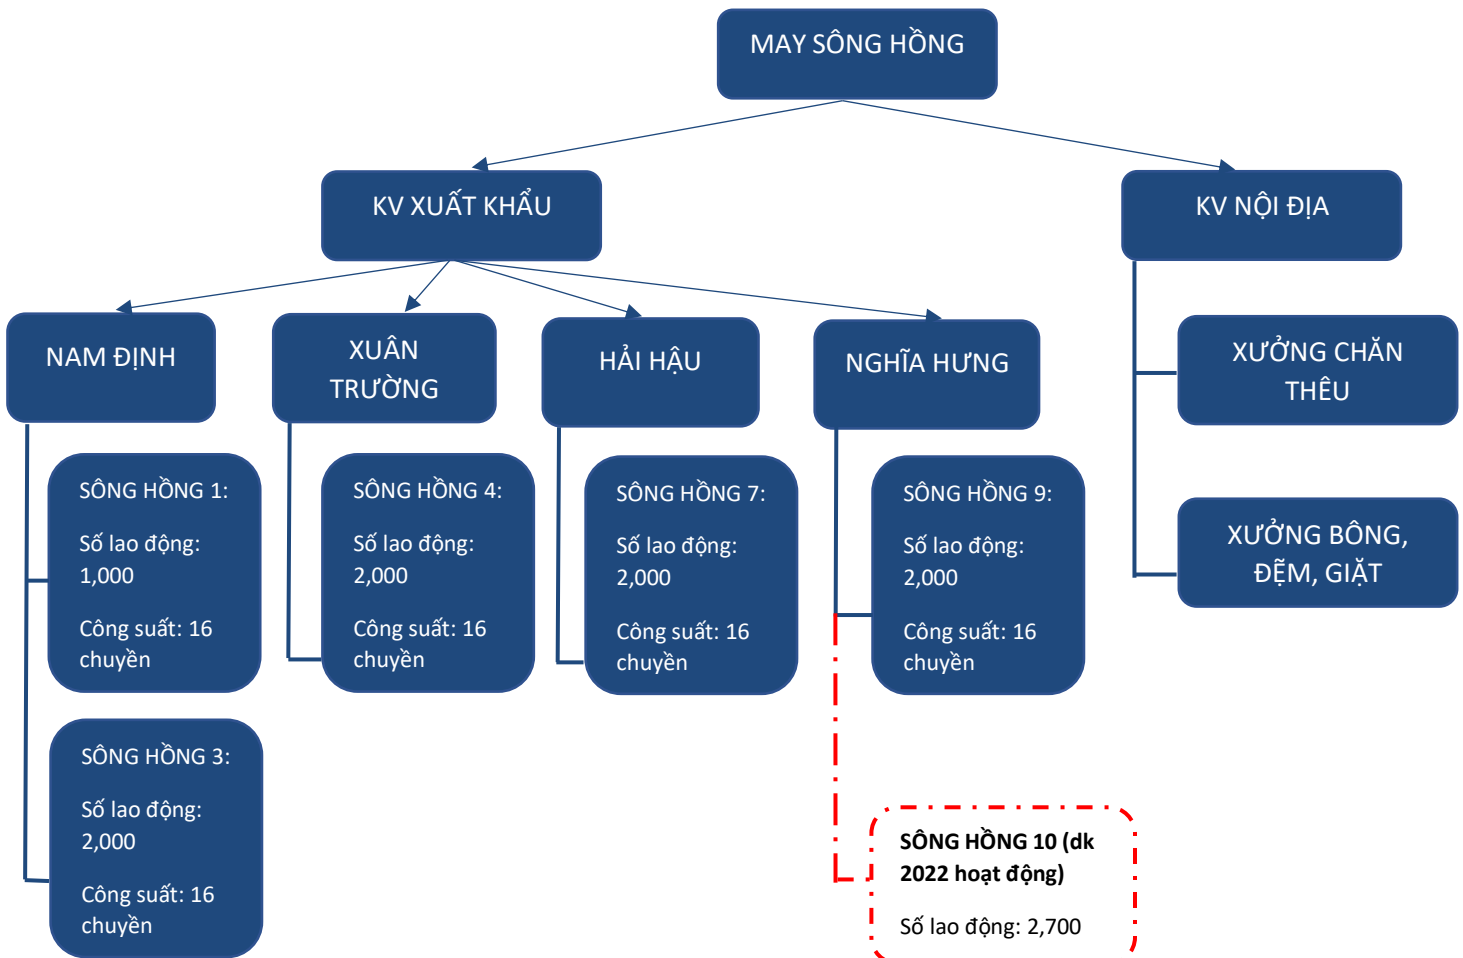 MAY SÔNG HỒNG
KV XUẤT KHẨU
KV NỘI ĐỊA
NAM ĐỊNH
XUÂN
TRƯỜNG
HẢI HẬU
NGHĨA HƯNG
XƯỞNG CHĂN
THÊU
XƯỞNG BÔNG,
ĐỆM, GIẶT
SÔNG HỒNG 1:
Số lao động:
1,000
Công suất: 16
chuyền
SÔNG HỒNG 4:
Số lao động:
2,000
Công suất: 16
chuyền
SÔNG HỒNG 7:
Số lao động:
2,000
Công suất: 16
chuyền
SÔNG HỒNG 9:
Số lao động:
2,000
Công suất: 16
chuyền
SÔNG HỒNG 3:
Số lao động:
2,000
Công suất: 16
chuyền
SÔNG HỒNG 10 (dk
2022 hoạt động)
Số lao động: 2,700